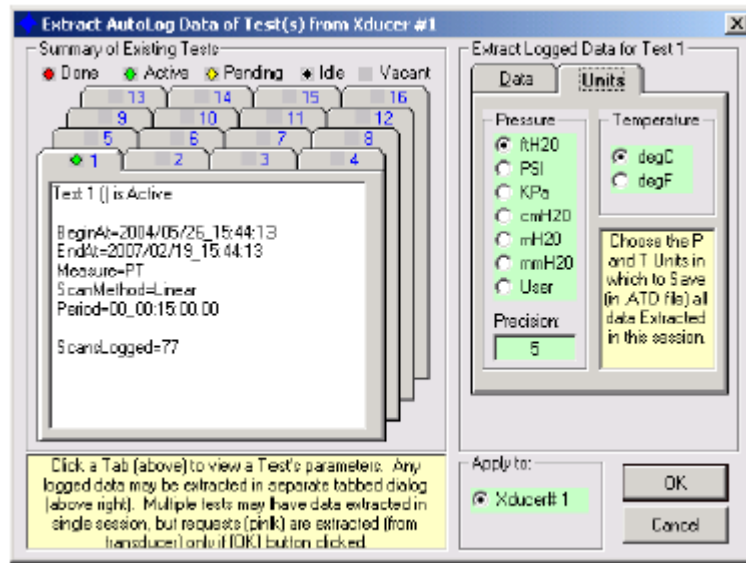 Extract AutoLog Data of Test(s) from Xducer #1
Summary of Existing Tests
Done Active Pending Idle Vacant
13 14 15 16
9 10 11 12
5 6 7 8
1 2 3 4
Test 1 () is Active
BeginAt=2004/05/26_15:44:13
EndAt=2007/02/19_15:44:13
Measure=PT
ScanMethod=Linear
Period=00_00:15:00.00
ScansLogged=77
Click a Tab (above) to view a Test's parameters. Any
logged data may be extracted in separate tabbed dialog
(above right). Multiple tests may have data extracted in
single session, but requests (pink) are extracted (from
transducer) only if (OK) button clicked.
Extract Logged Data for Test 1
Data Units
Pressure
ftH20
PSI
KPa
cmH20
mH20
mmH20
User
Precision:
5
Temperature
degC
degF
Choose the P
and T Units in
which to Save
(in .ATD file) all
data Extracted
in this session.
Apply to:
Xducer# 1
OK
Cancel